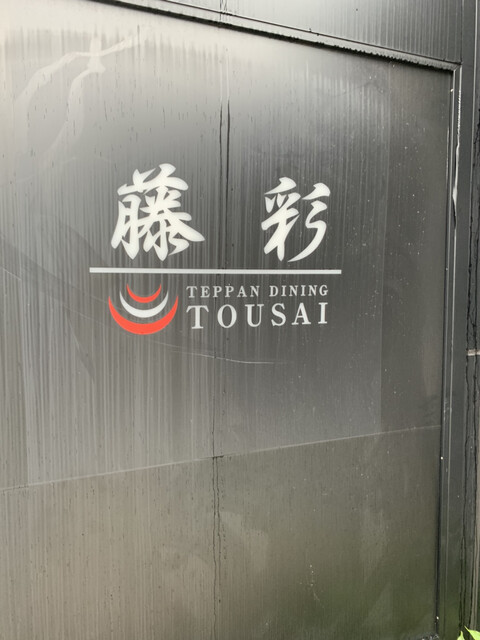 藤 彩
TEPPAN DINING
TOUSAI